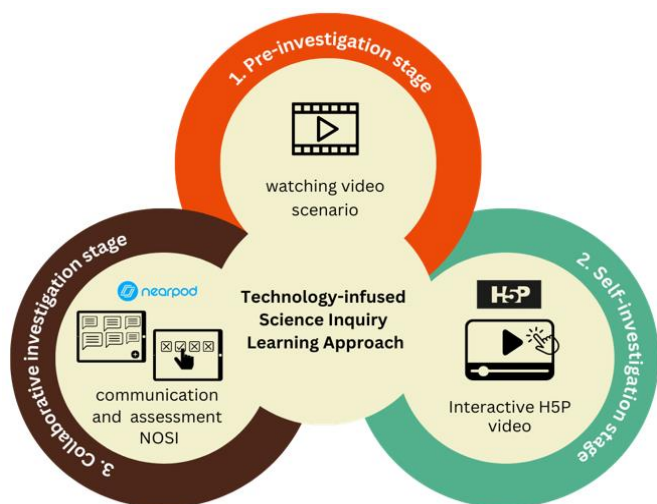 1. Pre-investigation stage
watching video
scenario
Technology-infused
Science Inquiry
Learning Approach
2. Self-investigation stage
H5P
Interactive H5P
video
3. Collaborative investigation stage
nearpod
communication
and assessment
NOSI